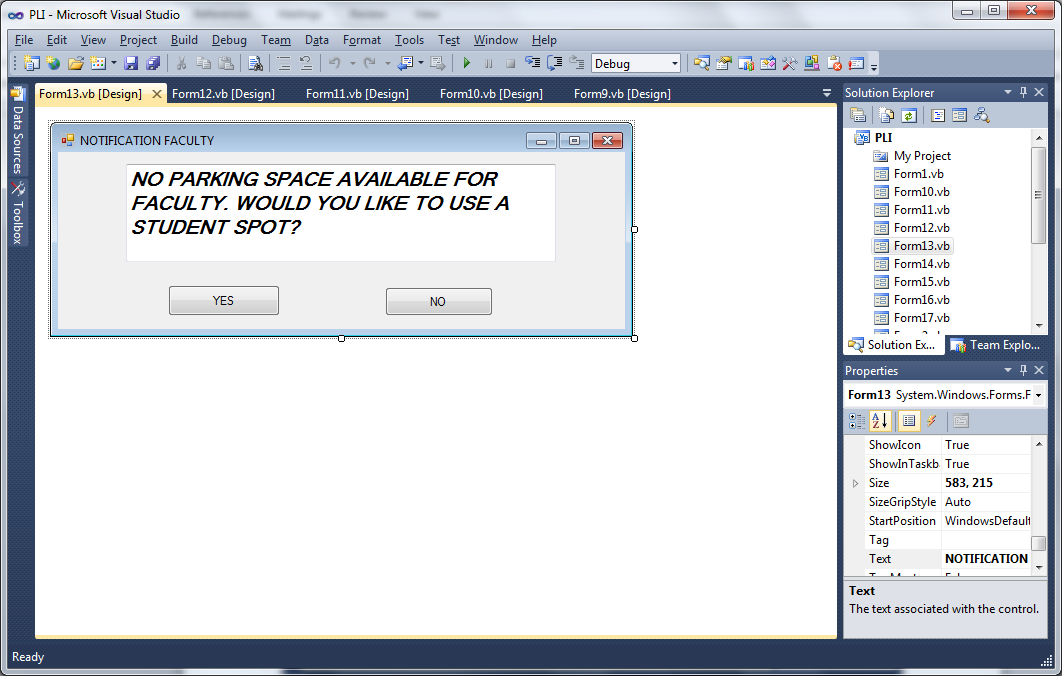 PLI - Microsoft Visual Studio
File Edit View Project Build Debug Team Data Format Tools Test Window Help
Debug
Data Sources
Toolbox
Form13.vb [Design] Form12.vb [Design] Form11.vb [Design] Form10.vb [Design] Form9.vb [Design]
NOTIFICATION FACULTY
NO PARKING SPACE AVAILABLE FOR
FACULTY. WOULD YOU LIKE TO USE A
STUDENT SPOT?
YES NO
Solution Explorer
PLI
My Project
Form1.vb
Form10.vb
Form11.vb
Form12.vb
Form13.vb
Form14.vb
Form15.vb
Form16.vb
Form17.vb
Solution Ex... Team Explo...
Properties
Form13 System.Windows.Forms.F
ShowIcon True
ShowInTaskb True
Size 583, 215
SizeGripStyle Auto
StartPosition WindowsDefault
Tag
Text NOTIFICATION
Text
The text associated with the control.
Ready